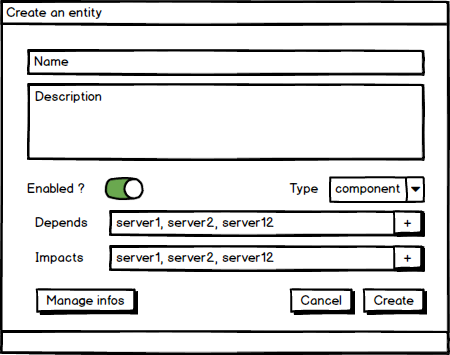 Create an entity
Name
Description
Enabled ? Type component
Depends server1, server2, server12 +
Impacts server1, server2, server12 +
Manage infos Cancel Create